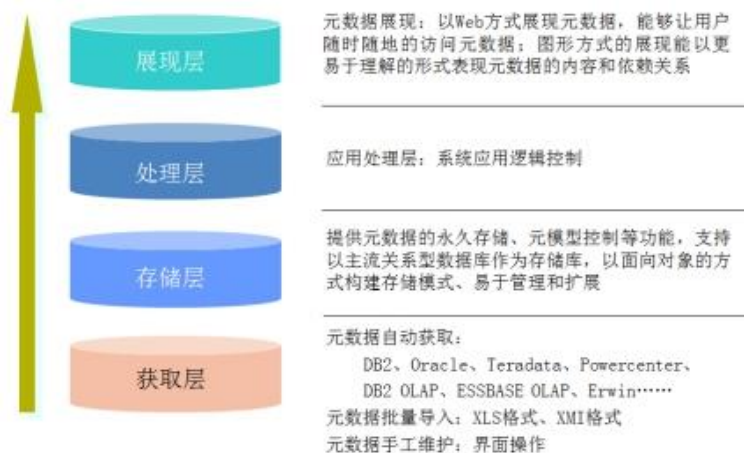 展现层
元数据展现：以Web方式展现元数据，能够让用户
随时随地的访问元数据；图形方式的展现能以更
易于理解的形式表现元数据的内容和依赖关系
处理层
应用处理层：系统应用逻辑控制
存储层
提供元数据的永久存储、元模型控制等功能，支持
以主流关系型数据库作为存储库，以面向对象的方
式构建存储模式、易于管理和扩展
获取层
元数据自动获取：
DB2、Oracle、Teradata、Powercenter、
DB2 OLAP、ESSBASE OLAP、Erwin……
元数据批量导入：XLS格式、XMI格式
元数据手工维护：界面操作